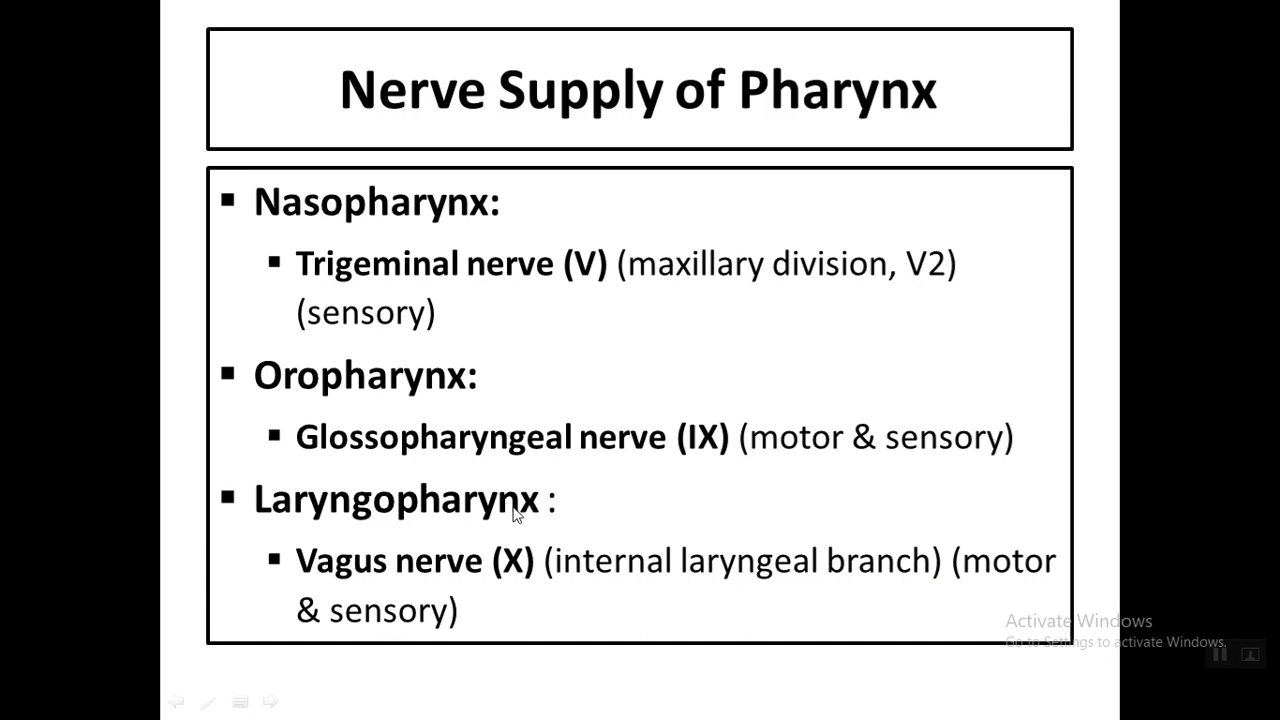 Nerve Supply of Pharynx
▪ Nasopharynx:
▪ Trigeminal nerve (V) (maxillary division, V2)
(sensory)
▪ Oropharynx:
▪ Glossopharyngeal nerve (IX) (motor & sensory)
▪ Laryngopharynx :
▪ Vagus nerve (X) (internal laryngeal branch) (motor
& sensory)
Activate Windows
Go to Settings to activate Windows.